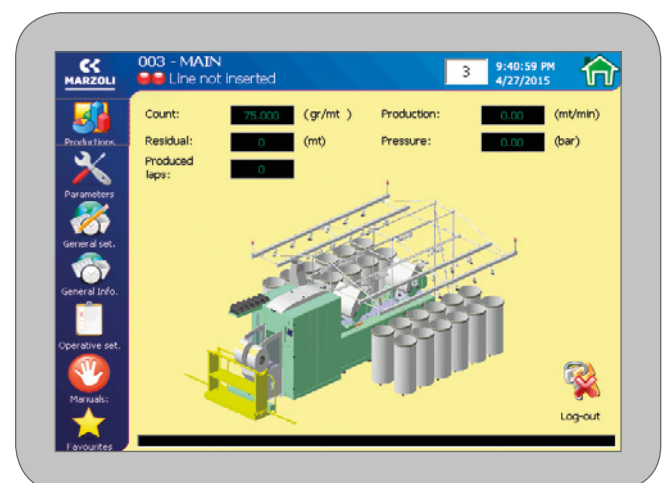 MARZOLI
003 - MAIN
Line not inserted
3
9:40:59 PM
4/27/2015
Productions
Parameters
General set.
General Info.
Operative set.
Manuals:
Favourites
Count: 75.000 (gr/mt )
Production: 0.00 (mt/min)
Residual: 0 (mt)
Pressure: 0.00 (bar)
Produced
laps: 0
Log-out